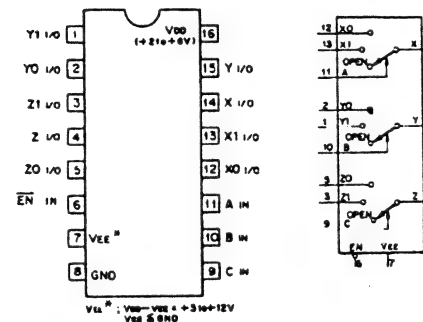 Y1 I/O 1
VDD 16
(+2 to +6V)
Y0 I/O 2
15 Y I/O
Z1 I/O 3
14 X I/O
Z I/O 4
13 X1 I/O
Z0 I/O 5
12 X0 I/O
EN IN 6
11 A IN
7 VEE*
10 B IN
8 GND
9 C IN
VEE* ; VDD-VEE = +3 to +12V
VEE ≦ GND
12 X0
13 X1
X
OPEN
11 A
2 Y0
1 Y1
Y
OPEN
10 B
5 Z0
3 Z1
Z
OPEN
9 C
EN VEE
6 7